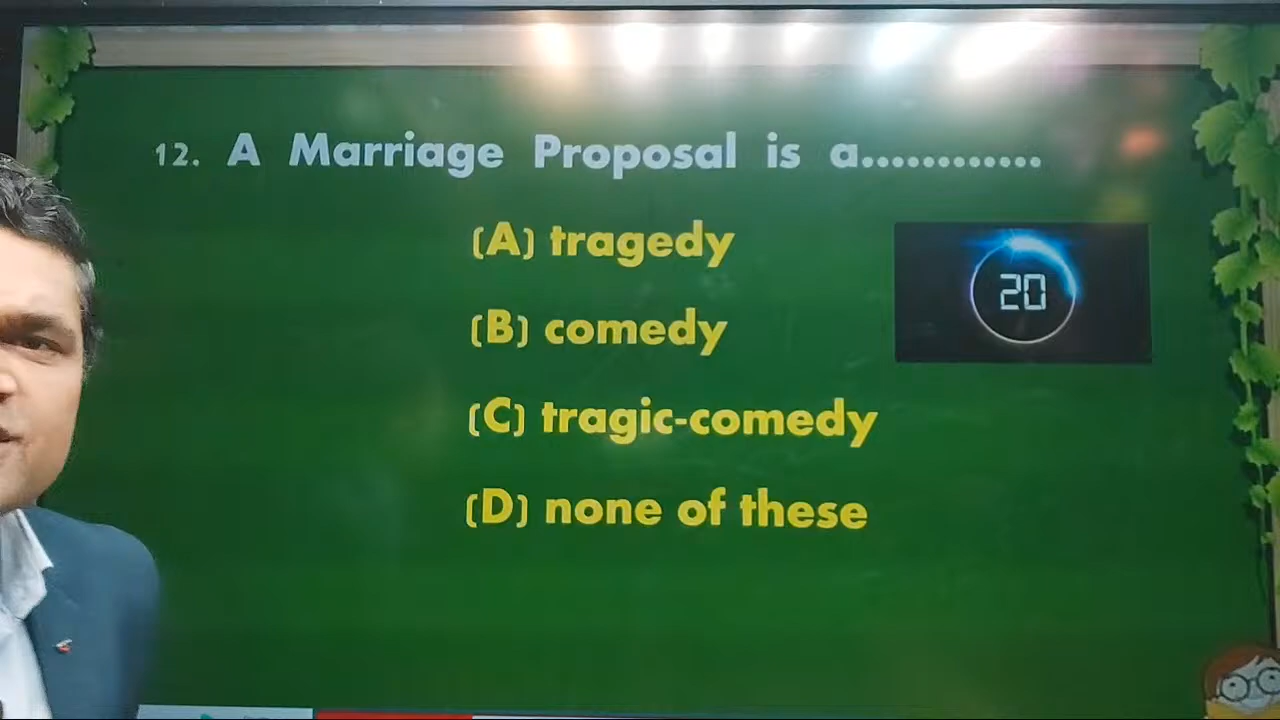 12. A Marriage Proposal is a............
(A) tragedy
20
(B) comedy
(C) tragic-comedy
(D) none of these